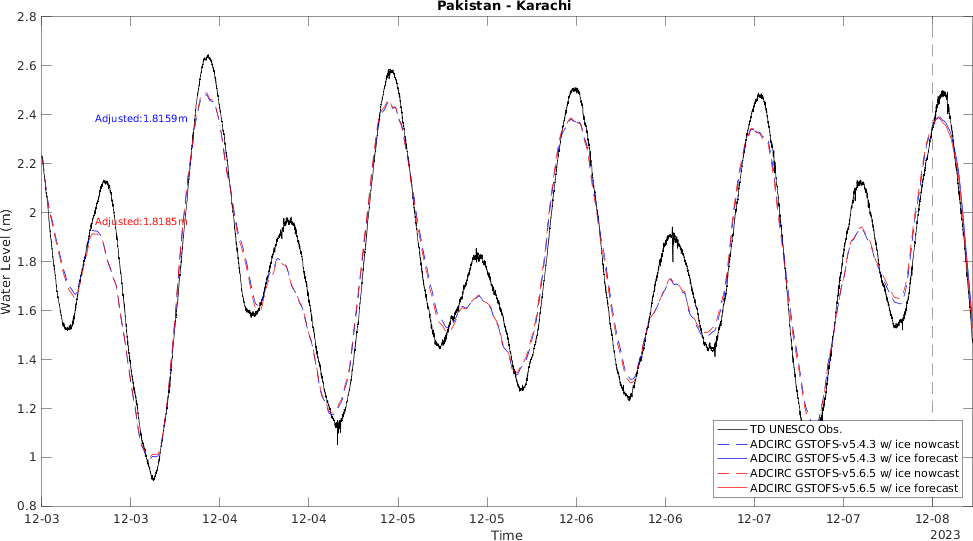 Pakistan - Karachi
2.8
2.6
2.4
2.2
2
1.8
1.6
1.4
1.2
1
0.8
Water Level (m)
Adjusted:1.8159m
Adjusted:1.8185m
TD UNESCO Obs.
ADCIRC GSTOFS-v5.4.3 w/ ice nowcast
ADCIRC GSTOFS-v5.4.3 w/ ice forecast
ADCIRC GSTOFS-v5.6.5 w/ ice nowcast
ADCIRC GSTOFS-v5.6.5 w/ ice forecast
12-03 12-03 12-04 12-04 12-05 12-05 12-06 12-06 12-07 12-07 12-08
Time
2023